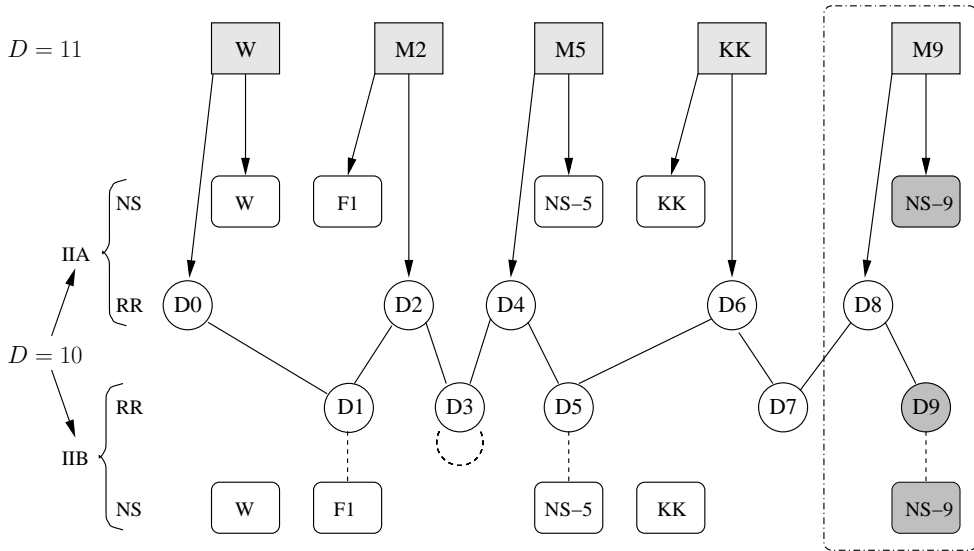 D = 11 W M2 M5 KK M9
NS W F1 NS–5 KK NS–9
IIA
RR D0 D2 D4 D6 D8
D = 10
RR D1 D3 D5 D7 D9
IIB
NS W F1 NS–5 KK NS–9